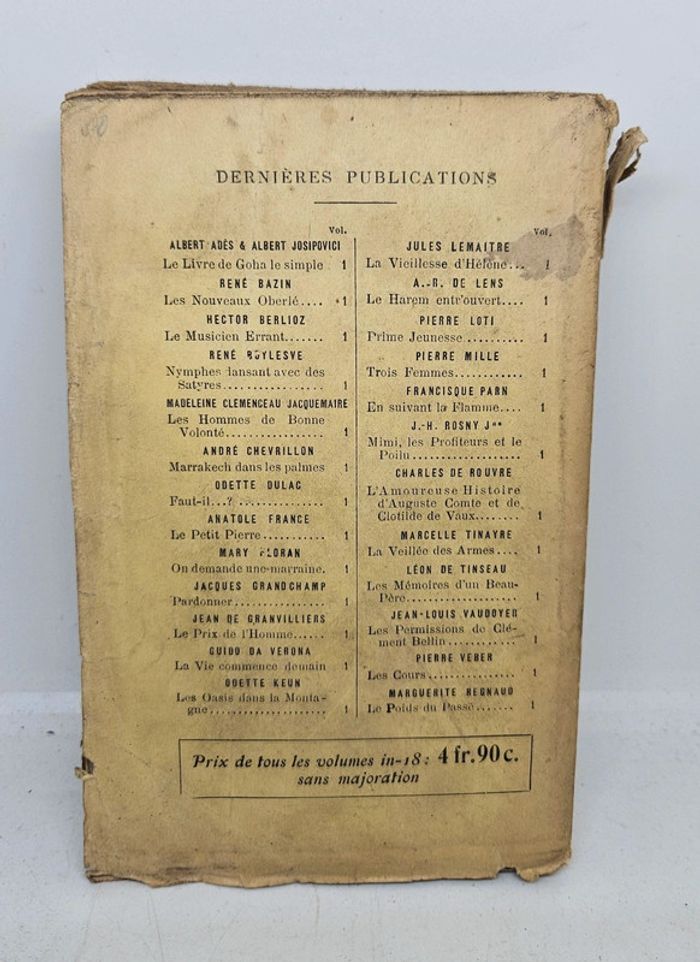 DERNIÈRES PUBLICATIONS
Vol.
ALBERT ADÈS & ALBERT JOSIPOVICI
Le Livre de Goha le simple 1
RENÉ BAZIN
Les Nouveaux Oberlé.... 1
HECTOR BERLIOZ
Le Musicien Errant....... 1
RENÉ BOYLESVE
Nymphes dansant avec des
Satyres................. 1
MADELEINE CLEMENCEAU JACQUEMAIRE
Les Hommes de Bonne
Volonté................. 1
ANDRÉ CHEVRILLON
Marrakech dans les palmes 1
ODETTE DULAC
Faut-il...? .............. 1
ANATOLE FRANCE
Le Petit Pierre........... 1
MARY FLORAN
On demande une marraine. 1
JACQUES GRANDCHAMP
Pardonner................ 1
JEAN DE GRANVILLIERS
Le Prix de l'Homme...... 1
GUIDO DA VERONA
La Vie commence demain 1
ODETTE KEUN
Les Oasis dans la Monta-
gne..................... 1
Vol.
JULES LEMAITRE
La Vieillesse d'Hélène... 1
A.-R. DE LENS
Le Harem entr'ouvert.... 1
PIERRE LOTI
Prime Jeunesse.......... 1
PIERRE MILLE
Trois Femmes............ 1
FRANCISQUE PARN
En suivant la Flamme.... 1
J.-H. ROSNY Jne
Mimi, les Profiteurs et le
Poilu................... 1
CHARLES DE ROUVRE
L'Amoureuse Histoire
d'Auguste Comte et de
Clotilde de Vaux........ 1
MARCELLE TINAYRE
La Veillée des Armes.... 1
LÉON DE TINSEAU
Les Mémoires d'un Beau-
Père.................... 1
JEAN-LOUIS VAUDOYER
Les Permissions de Clé-
ment Bellin............ 1
PIERRE VEBER
Les Cours............... 1
MARGUERITE REGNAUD
Le Poids du Passé....... 1
Prix de tous les volumes in-18 : 4 fr. 90 c.
sans majoration